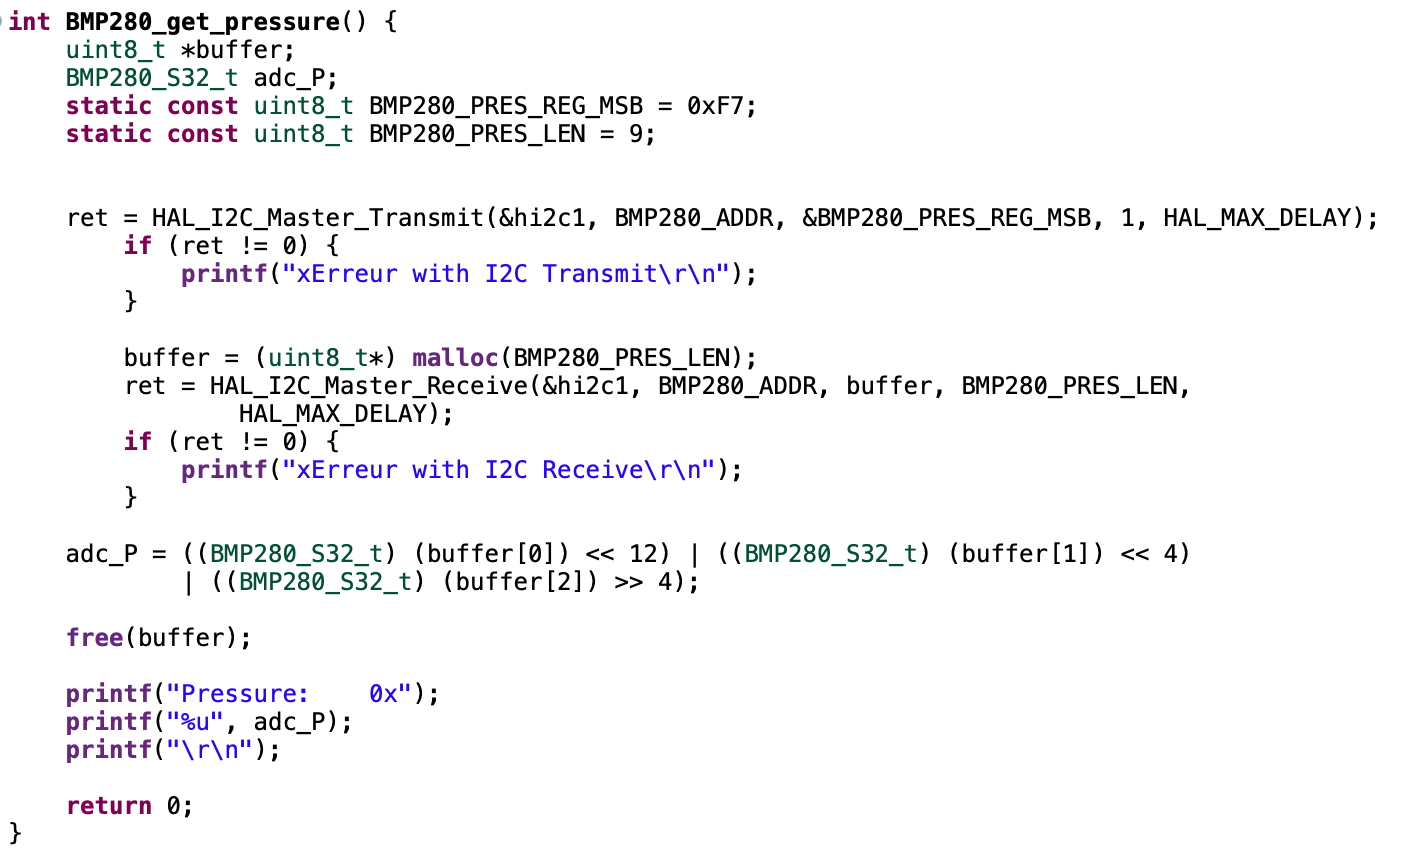 int BMP280_get_pressure() {
    uint8_t *buffer;
    BMP280_S32_t adc_P;
    static const uint8_t BMP280_PRES_REG_MSB = 0xF7;
    static const uint8_t BMP280_PRES_LEN = 9;


    ret = HAL_I2C_Master_Transmit(&hi2c1, BMP280_ADDR, &BMP280_PRES_REG_MSB, 1, HAL_MAX_DELAY);
        if (ret != 0) {
            printf("xErreur with I2C Transmit\r\n");
        }

        buffer = (uint8_t*) malloc(BMP280_PRES_LEN);
        ret = HAL_I2C_Master_Receive(&hi2c1, BMP280_ADDR, buffer, BMP280_PRES_LEN,
                HAL_MAX_DELAY);
        if (ret != 0) {
            printf("xErreur with I2C Receive\r\n");
        }

    adc_P = ((BMP280_S32_t) (buffer[0]) << 12) | ((BMP280_S32_t) (buffer[1]) << 4)
            | ((BMP280_S32_t) (buffer[2]) >> 4);

    free(buffer);

    printf("Pressure:    0x");
    printf("%u", adc_P);
    printf("\r\n");

    return 0;
}